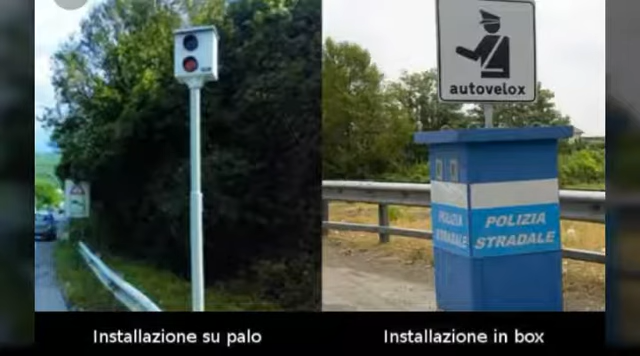 autovelox
POLIZIA
STRADALE
POLIZIA
STRADALE
Installazione su palo
Installazione in box